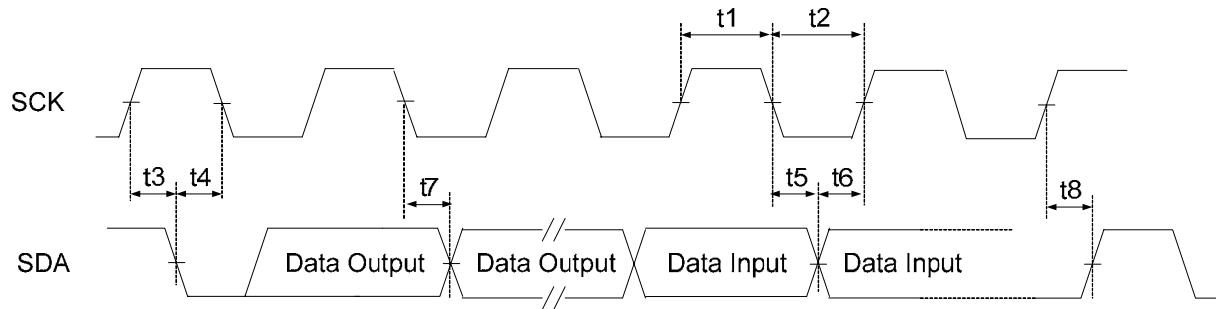 t1 t2
SCK
t3 t4 t7 t5 t6 t8
SDA Data Output Data Output Data Input Data Input